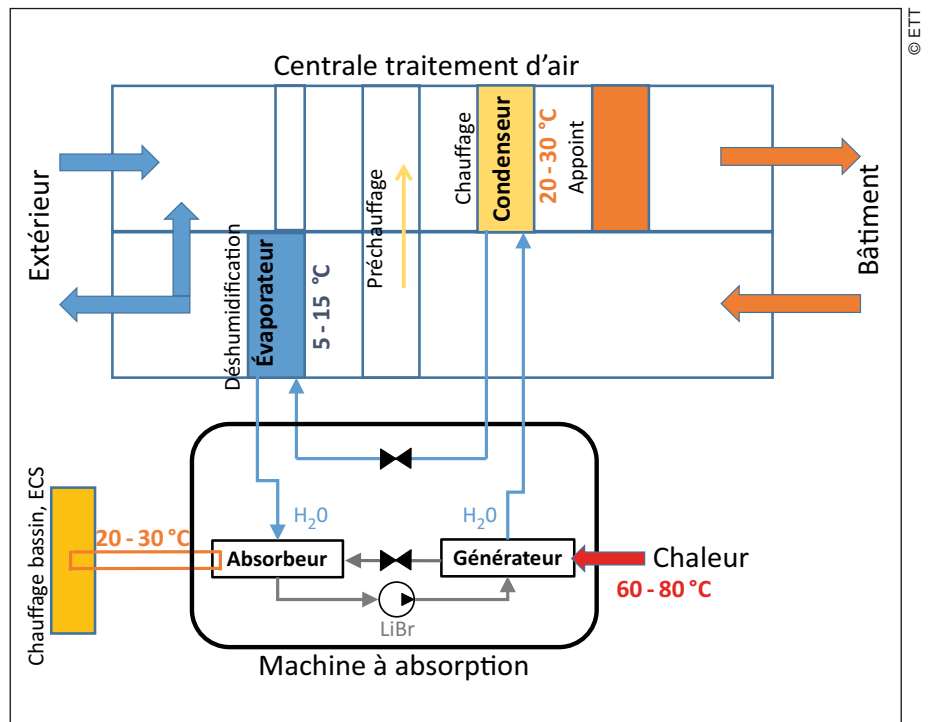 © ETT
Centrale traitement d'air
Extérieur
Déshumidification
Évaporateur
5 - 15 °C
Préchauffage
Chauffage
Condenseur
20 - 30 °C
Appoint
Bâtiment
Chauffage bassin, ECS
20 - 30 °C
H₂0
Absorbeur
H₂0
Générateur
Chaleur
60 - 80 °C
LiBr
Machine à absorption